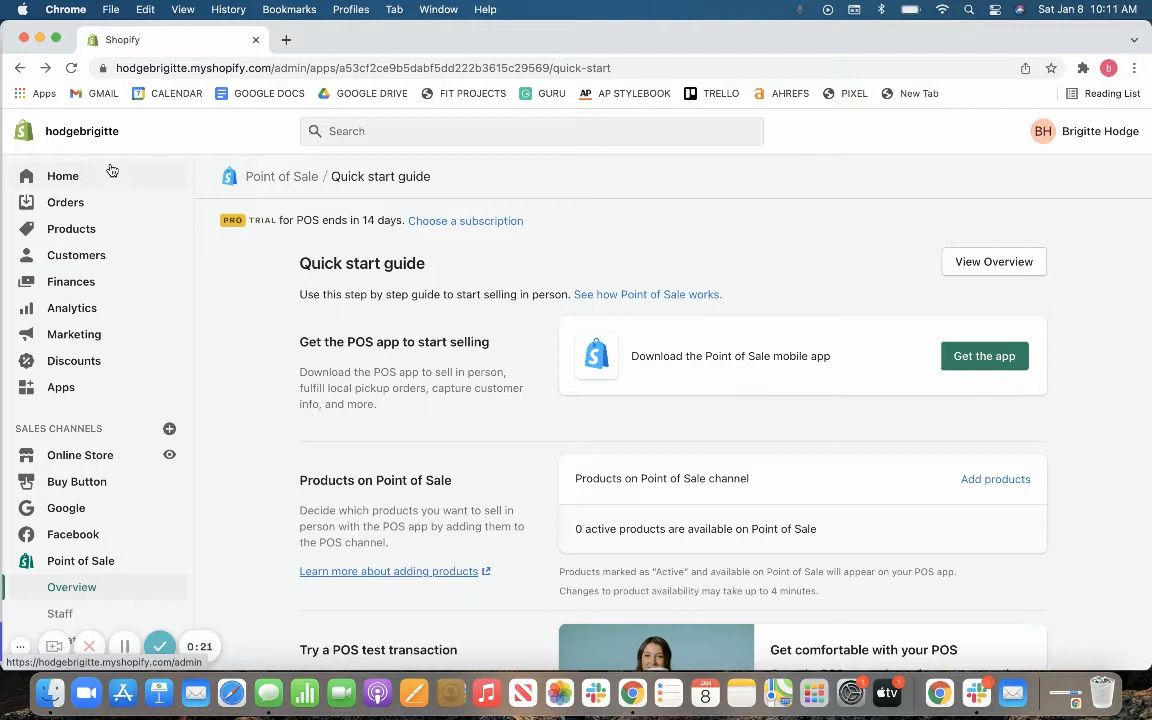 Chrome File Edit View History Bookmarks Profiles Tab Window Help Sat Jan 8 10:11 AM
Shopify
hodgebrigitte.myshopify.com/admin/apps/a53cf2ce9b5dabf5dd222b3615c29569/quick-start b
Apps GMAIL CALENDAR GOOGLE DOCS GOOGLE DRIVE FIT PROJECTS GURU AP AP STYLEBOOK TRELLO AHREFS PIXEL New Tab Reading List
hodgebrigitte Search BH Brigitte Hodge
Home
Orders
Products
Customers
Finances
Analytics
Marketing
Discounts
Apps
SALES CHANNELS
Online Store
Buy Button
Google
Facebook
Point of Sale
Overview
Staff
0:21
https://hodgebrigitte.myshopify.com/admin
Point of Sale / Quick start guide
PRO TRIAL for POS ends in 14 days. Choose a subscription
Quick start guide View Overview
Use this step by step guide to start selling in person. See how Point of Sale works.
Get the POS app to start selling
Download the POS app to sell in person,
fulfill local pickup orders, capture customer
info, and more.
Download the Point of Sale mobile app Get the app
Products on Point of Sale
Decide which products you want to sell in
person with the POS app by adding them to
the POS channel.
Learn more about adding products
Products on Point of Sale channel Add products
0 active products are available on Point of Sale
Products marked as "Active" and available on Point of Sale will appear on your POS app.
Changes to product availability may take up to 4 minutes.
Try a POS test transaction
Get comfortable with your POS
JAN
8
1
tv
1